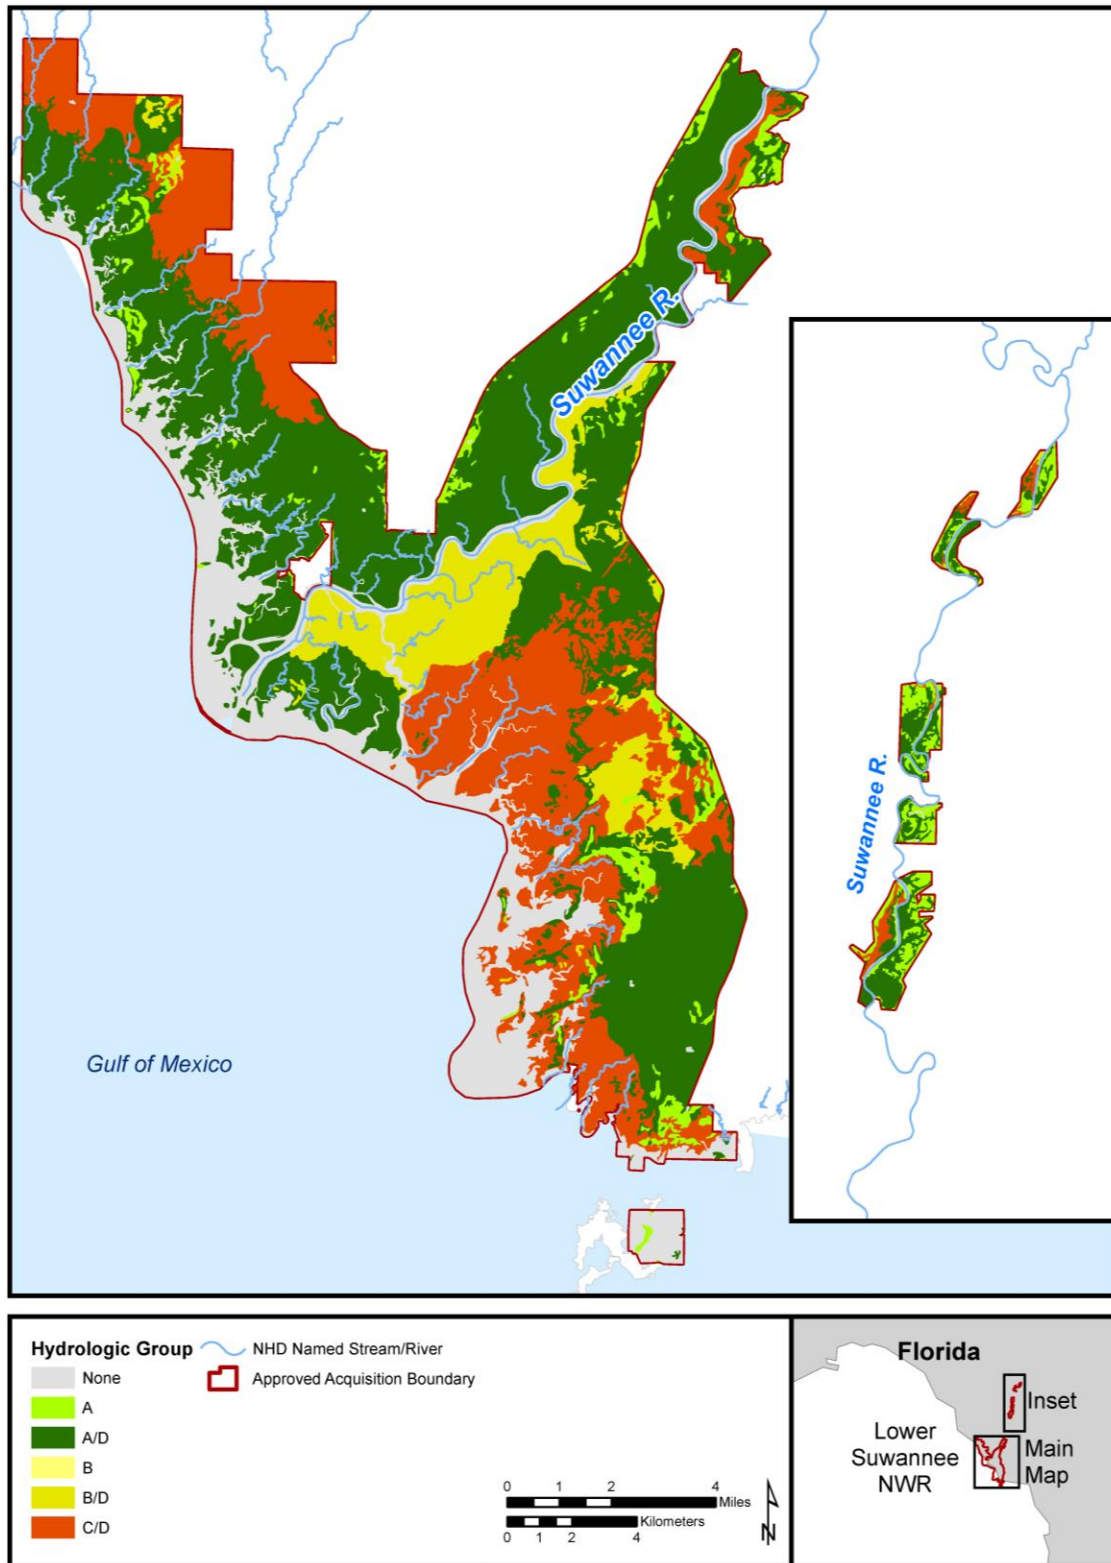 Suwannee R.
Suwannee R.
Gulf of Mexico
Hydrologic Group
None
A
A/D
B
B/D
C/D
NHD Named Stream/River
Approved Acquisition Boundary
0 1 2 4
Miles
Kilometers
0 1 2 4
N
Florida
Inset
Lower
Suwannee
NWR
Main
Map